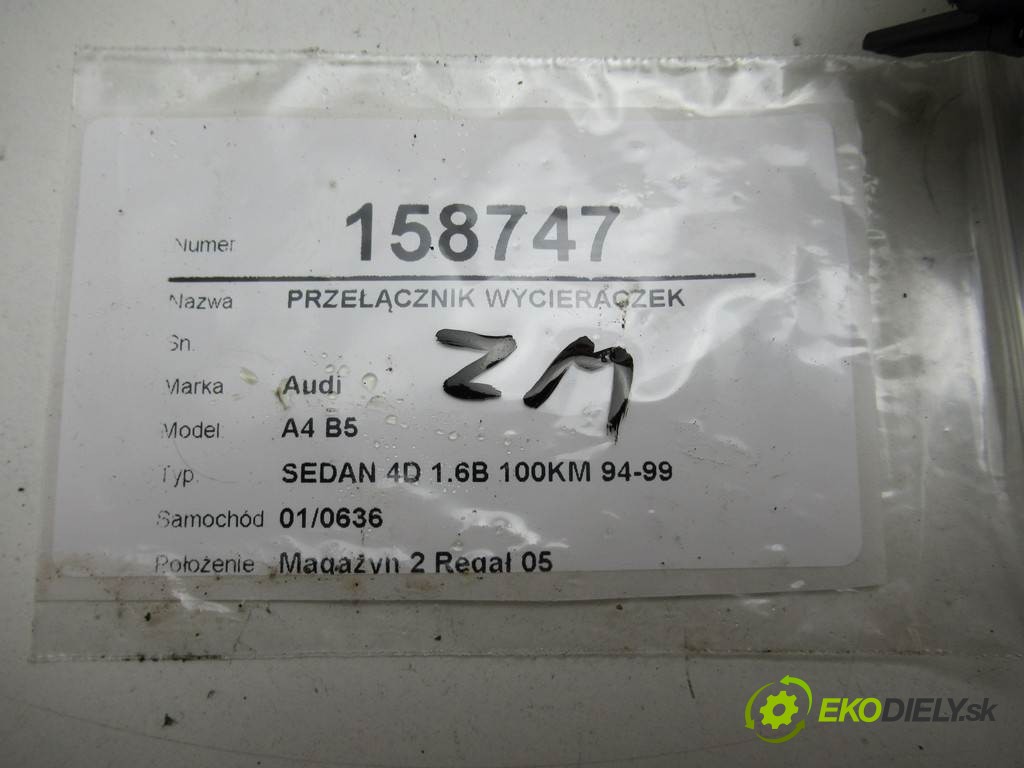 Numer 158747
Nazwa PRZEŁĄCZNIK WYCIERACZEK
Sn.
ZM
Marka Audi
Model A4 B5
Typ. SEDAN 4D 1.6B 100KM 94-99
Samochód 01/0636
Położenie Magazyn 2 Regał 05
EKODIELY.sk